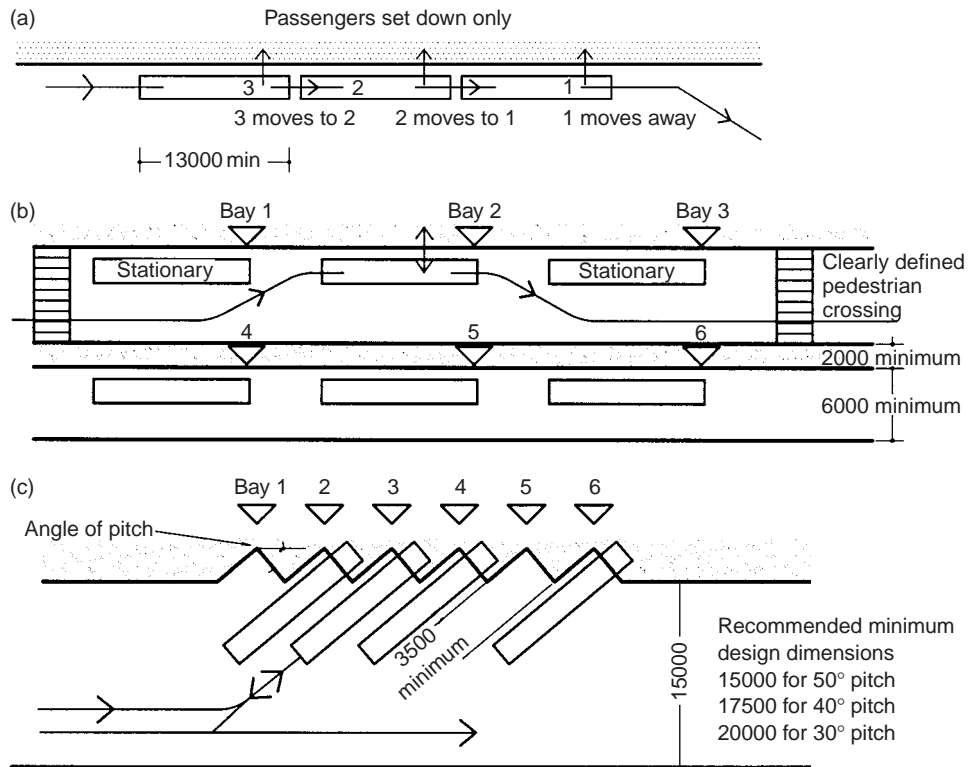 (a)
Passengers set down only
3
2
1
3 moves to 2
2 moves to 1
1 moves away
13000 min
(b)
Bay 1
Bay 2
Bay 3
Stationary
Stationary
Clearly defined
pedestrian
crossing
4
5
6
2000 minimum
6000 minimum
(c)
Bay 1
2
3
4
5
6
Angle of pitch
3500
minimum
15000
Recommended minimum
design dimensions
15000 for 50° pitch
17500 for 40° pitch
20000 for 30° pitch